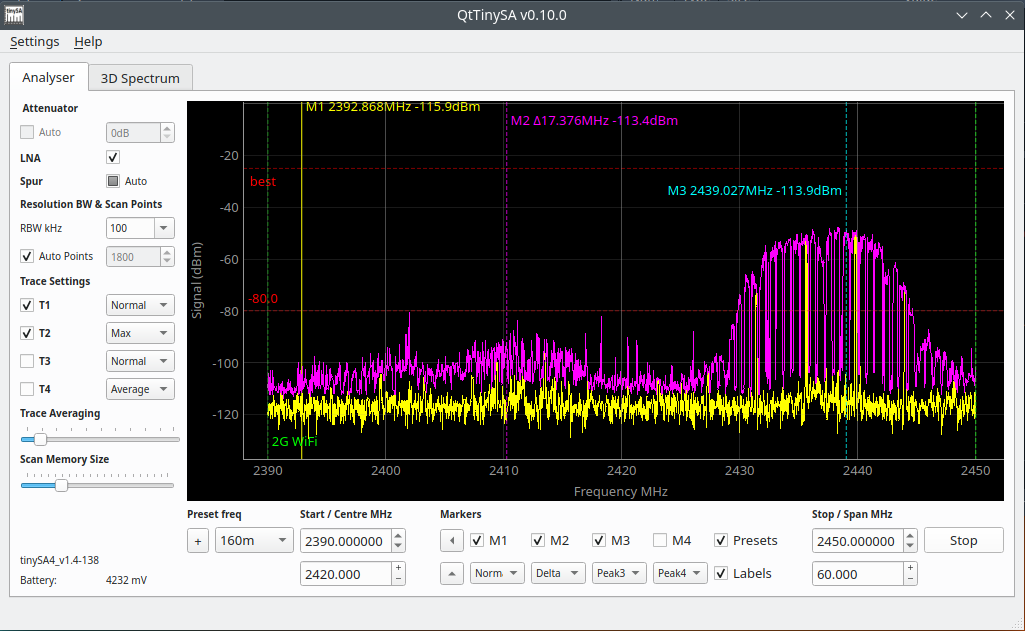 tinySA
QtTinySA v0.10.0
Settings Help
Analyser 3D Spectrum
Attenuator
Auto 0dB
LNA
Spur Auto
Resolution BW & Scan Points
RBW kHz 100
Auto Points 1800
Trace Settings
T1 Normal
T2 Max
T3 Normal
T4 Average
Trace Averaging
Scan Memory Size
tinySA4_v1.4-138
Battery: 4232 mV
M1 2392.868MHz -115.9dBm
M2 Δ17.376MHz -113.4dBm
M3 2439.027MHz -113.9dBm
best
-80.0
2G WiFi
Signal (dBm)
-20
-40
-60
-80
-100
-120
2390 2400 2410 2420 2430 2440 2450
Frequency MHz
Preset freq Start / Centre MHz Markers Stop / Span MHz
+ 160m 2390.000000 M1 M2 M3 M4 Presets 2450.000000 Stop
2420.000 + − Norm Delta Peak3 Peak4 Labels 60.000 + −